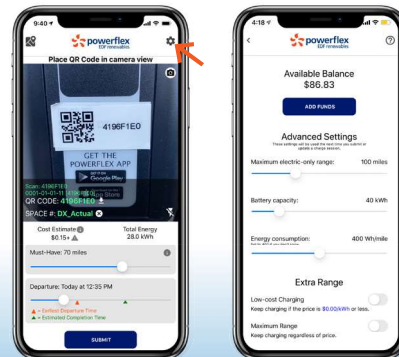 9:40
powerflex
EDF renewables
Place QR Code in camera view
4196F1E0
GET THE
POWERFLEX APP
GET IT ON
Google Play
App Store
Scan: 4196F1E0
QR CODE: 4196F1E0
SPACE #: DX_Actual
Cost Estimate
Total Energy
$0.15+
28.0 kWh
Must-Have: 70 miles
Departure: Today at 12:35 PM
= Earliest Departure Time
= Estimated Completion Time
SUBMIT
4:18
powerflex
EDF renewables
Available Balance
$86.83
ADD FUNDS
Advanced Settings
These settings will be used the next time you submit or
update a charge session.
Maximum electric-only range: 100 miles
Battery capacity: 40 kWh
Energy consumption: 400 Wh/mile
Extra Range
Low-cost Charging
Keep charging if the price is $0.00/kWh or less.
Maximum Range
Keep charging regardless of price.